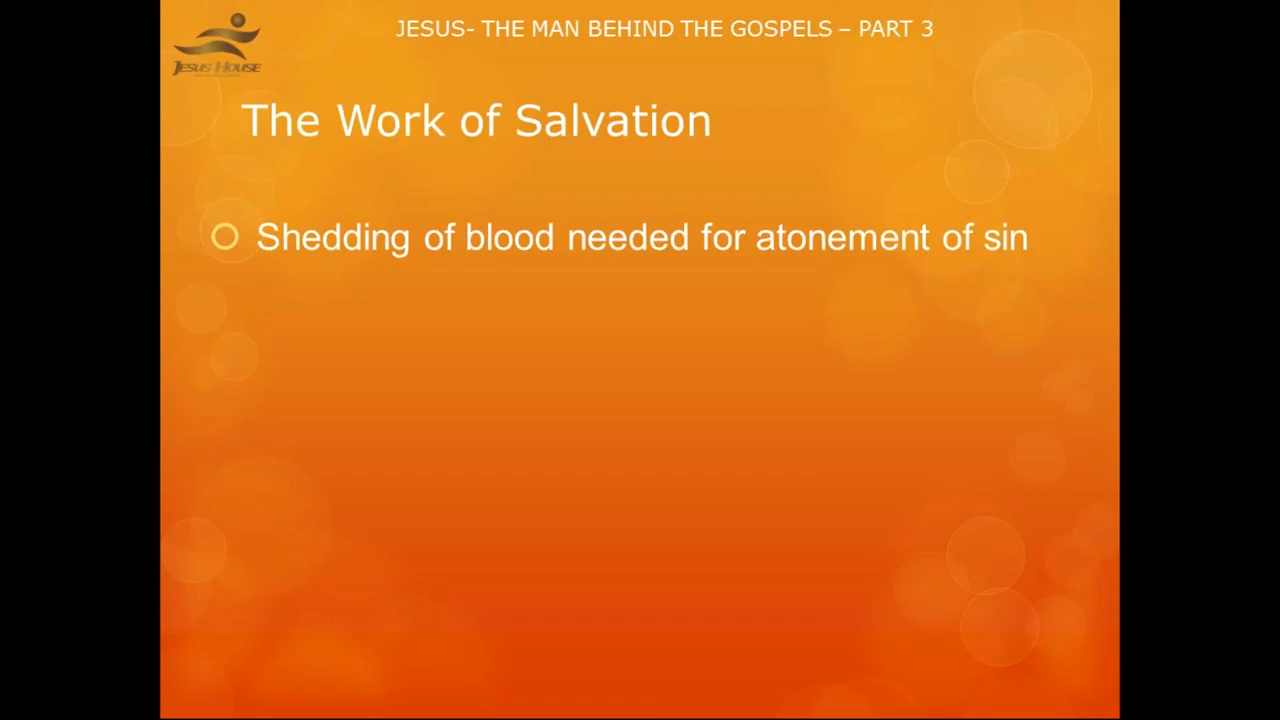 JESUS- THE MAN BEHIND THE GOSPELS – PART 3
JESUS HOUSE
The Work of Salvation
Shedding of blood needed for atonement of sin